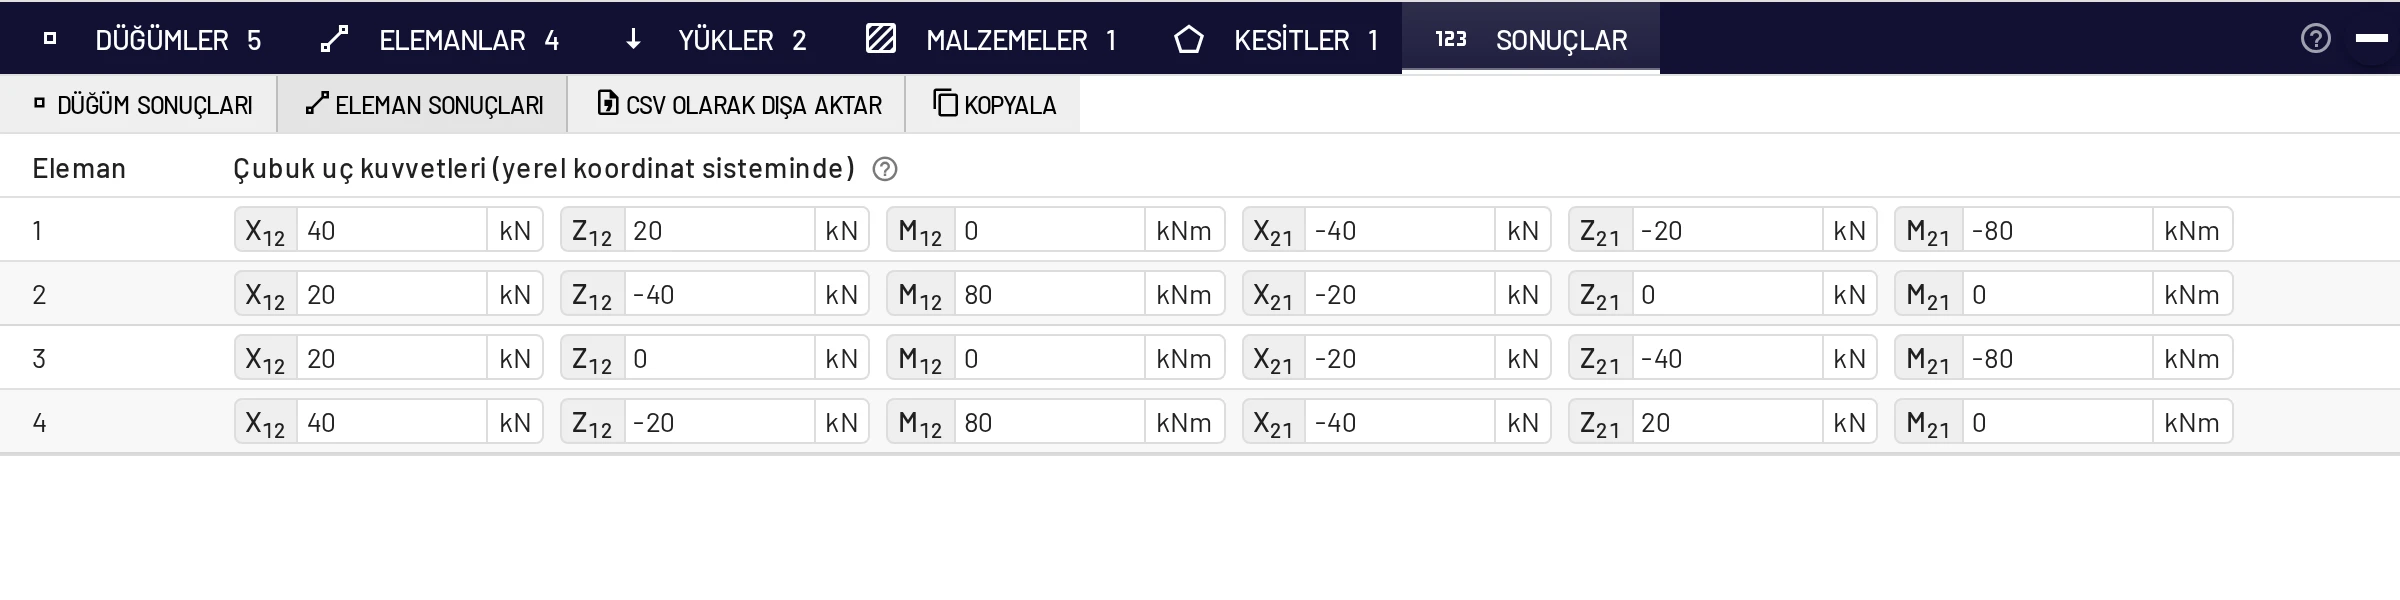 DÜĞÜMLER 5 ELEMANLAR 4 YÜKLER 2 MALZEMELER 1 KESİTLER 1 123 SONUÇLAR ?
DÜĞÜM SONUÇLARI ELEMAN SONUÇLARI CSV OLARAK DIŞA AKTAR KOPYALA
Eleman Çubuk uç kuvvetleri (yerel koordinat sisteminde) ?
1 X12 40 kN Z12 20 kN M12 0 kNm X21 -40 kN Z21 -20 kN M21 -80 kNm
2 X12 20 kN Z12 -40 kN M12 80 kNm X21 -20 kN Z21 0 kN M21 0 kNm
3 X12 20 kN Z12 0 kN M12 0 kNm X21 -20 kN Z21 -40 kN M21 -80 kNm
4 X12 40 kN Z12 -20 kN M12 80 kNm X21 -40 kN Z21 20 kN M21 0 kNm